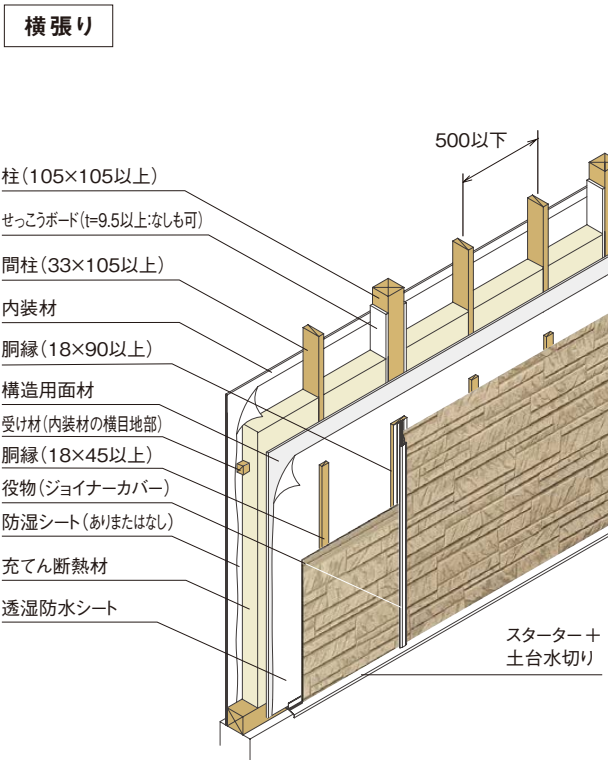 横張り
500以下
柱(105×105以上)
せっこうボード(t=9.5以上:なしも可)
間柱(33×105以上)
内装材
胴縁(18×90以上)
構造用面材
受け材(内装材の横目地部)
胴縁(18×45以上)
役物(ジョイナーカバー)
防湿シート(ありまたはなし)
充てん断熱材
透湿防水シート
スターター+
土台水切り